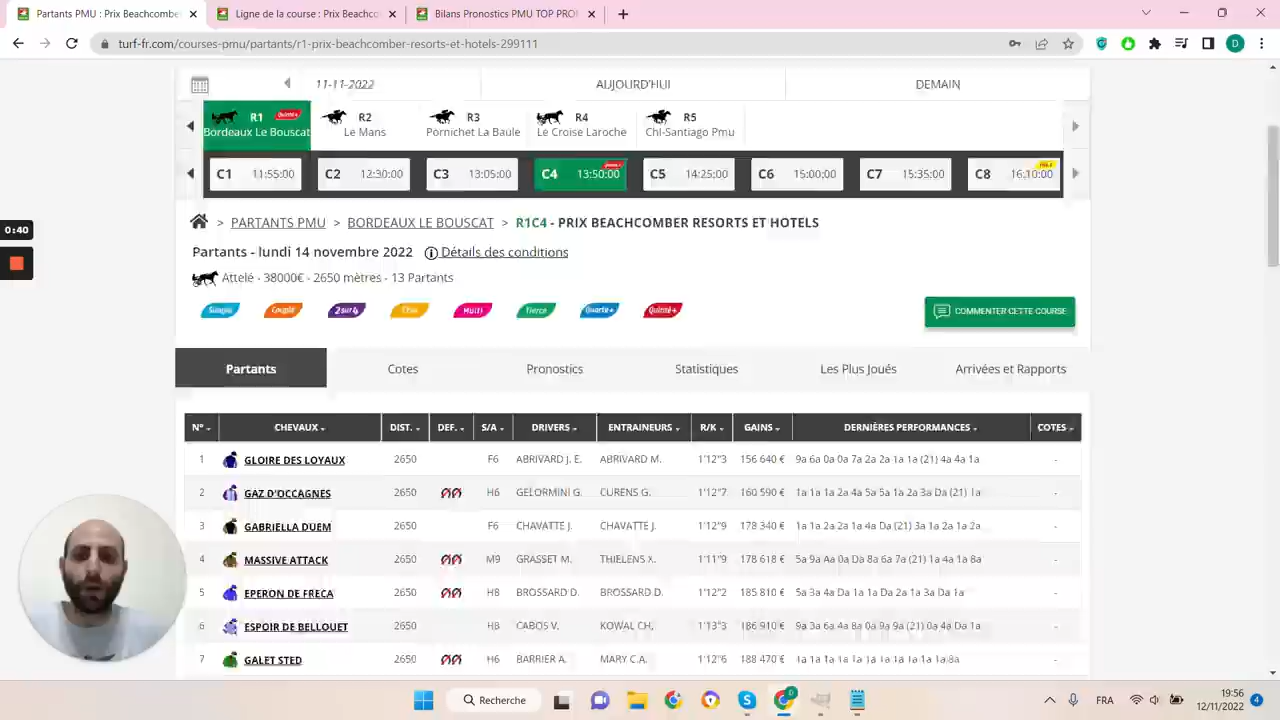 Partants PMU : Prix Beachcombe
Ligne de la course : Prix Beachco
Bilans Pronostics PMU TOP PRO
turf-fr.com/courses-pmu/partants/r1-prix-beachcomber-resorts-et-hotels-299111
D
11-11-2022 AUJOURD'HUI DEMAIN
R1 Quinté+ R2 R3 R4 R5
Bordeaux Le Bouscat Le Mans Pornichet La Baule Le Croise Laroche Chl-Santiago Pmu
C1 11:55:00 C2 12:30:00 C3 13:05:00 C4 13:50:00 C5 14:25:00 C6 15:00:00 C7 15:35:00 C8 16:10:00
0:40
> PARTANTS PMU > BORDEAUX LE BOUSCAT > R1C4 - PRIX BEACHCOMBER RESORTS ET HOTELS
Partants - lundi 14 novembre 2022 Détails des conditions
Attelé - 38000€ - 2650 mètres - 13 Partants
Simple Couplé 2sur4 Multi Tiercé Quarté+ Quinté+
COMMENTER CETTE COURSE
Partants Cotes Pronostics Statistiques Les Plus Joués Arrivées et Rapports
N° CHEVAUX DIST. DEF. S/A DRIVERS ENTRAINEURS R/K GAINS DERNIÈRES PERFORMANCES COTES
1 GLOIRE DES LOYAUX 2650 F6 ABRIVARD J. E. ABRIVARD M. 1'12"3 156 640 € 9a 6a 0a 0a 7a 2a 2a 1a 1a (21) 4a 4a 1a -
2 GAZ D'OCCAGNES 2650 H6 GELORMINI G. CURENS G. 1'12"7 160 590 € 1a 1a 1a 2a 4a 5a 5a 1a 2a 3a Da (21) 1a -
3 GABRIELLA DUEM 2650 F6 CHAVATTE J. CHAVATTE J. 1'12"9 178 340 € 1a 1a 2a 2a 1a 4a Da (21) 3a 1a 2a 1a 2a -
4 MASSIVE ATTACK 2650 M9 GRASSET M. THIELENS X. 1'11"9 178 618 € 5a 9a 4a 0a Da 8a 6a 7a (21) 1a 4a 1a 8a -
5 EPERON DE FRECA 2650 H8 BROSSARD D. BROSSARD D. 1'12"2 185 810 € 5a 3a 4a Da 1a 1a Da 2a 1a 3a Da 1a -
6 ESPOIR DE BELLOUET 2650 H8 CABOS V. KOWAL CH. 1'13"3 186 910 € 9a 3a 6a 4a 8a 0a 9a 9a (21) 0a 4a Da 1a -
7 GALET STED 2650 H6 BARRIER A. MARY C.A. 1'12"6 188 470 € 1a 1a 1a 1a 1a 1a 1a 1a 1a 1a 1a 8a -
Recherche
FRA
19:56
12/11/2022
4